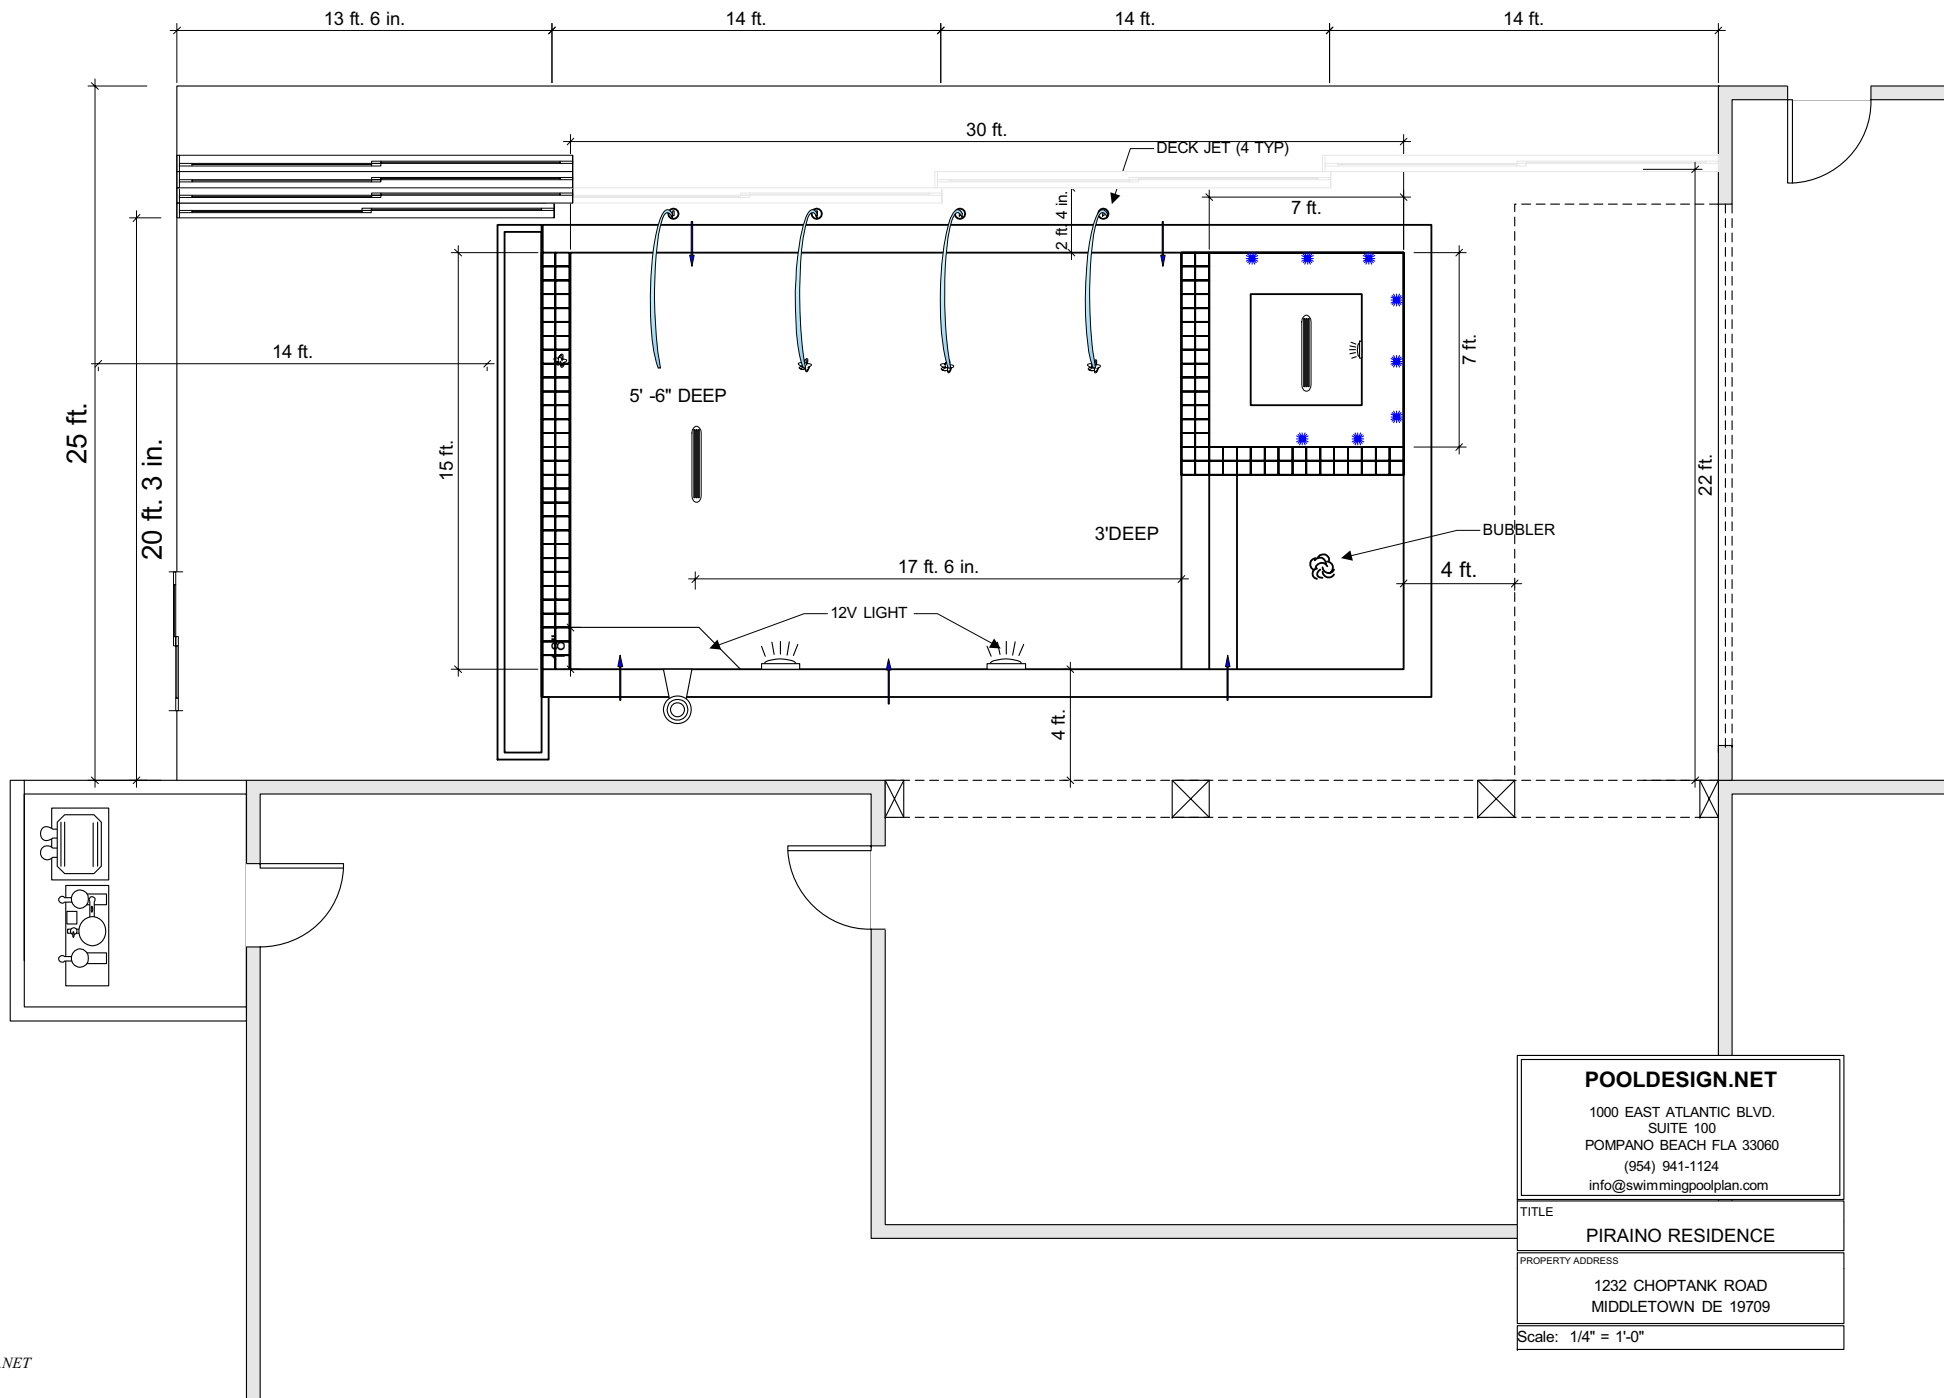 13 ft. 6 in.
14 ft.
14 ft.
14 ft.
30 ft.
DECK JET (4 TYP)
2 ft. 4 in.
7 ft.
14 ft.
7 ft.
5' -6" DEEP
25 ft.
20 ft. 3 in.
15 ft.
22 ft.
3'DEEP
BUBBLER
17 ft. 6 in.
4 ft.
12V LIGHT
4 ft.
POOLDESIGN.NET
1000 EAST ATLANTIC BLVD.
SUITE 100
POMPANO BEACH FLA 33060
(954) 941-1124
info@swimmingpoolplan.com
TITLE
PIRAINO RESIDENCE
PROPERTY ADDRESS
1232 CHOPTANK ROAD
MIDDLETOWN DE 19709
Scale: 1/4" = 1'-0"
.NET